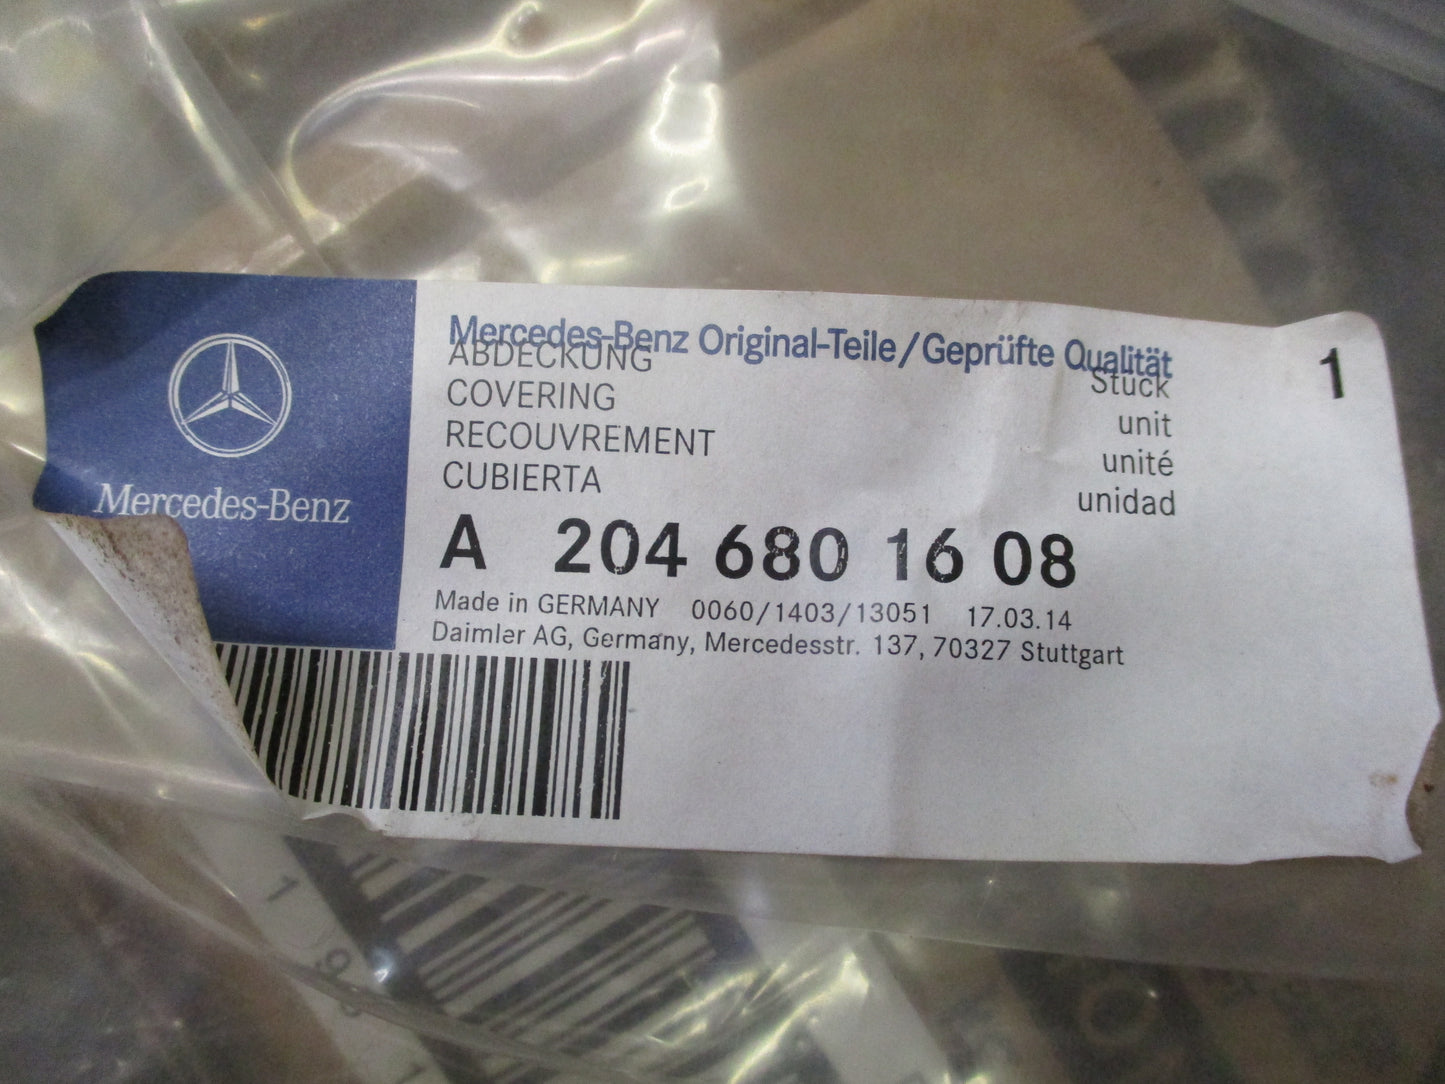 Mercedes-Benz
Mercedes-Benz Original-Teile/Geprüfte Qualität
ABDECKUNG
COVERING
RECOUVREMENT
CUBIERTA
Stück
unit
unité
unidad
1
A 204 680 16 08
Made in GERMANY 0060/1403/13051 17.03.14
Daimler AG, Germany, Mercedesstr. 137, 70327 Stuttgart